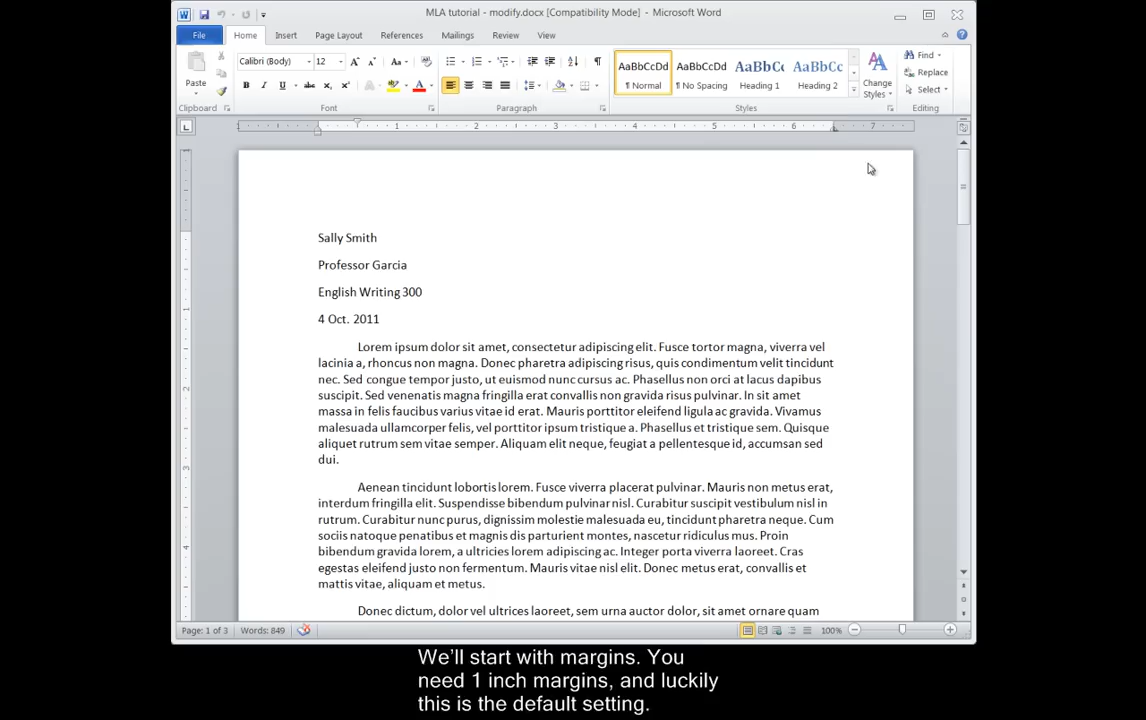 MLA tutorial - modify.docx [Compatibility Mode] - Microsoft Word
File Home Insert Page Layout References Mailings Review View
Calibri (Body) 12 Aa AaBbCcDd AaBbCcDd AaBbCc AaBbCc Change Styles Find
Paste B I U abc x₂ x² A ¶ Normal ¶ No Spacing Heading 1 Heading 2 Replace
Select
Clipboard Font Paragraph Styles Editing
1 1 2 3 4 5 6 7
Sally Smith
Professor Garcia
English Writing 300
4 Oct. 2011
Lorem ipsum dolor sit amet, consectetur adipiscing elit. Fusce tortor magna, viverra vel
lacinia a, rhoncus non magna. Donec pharetra adipiscing risus, quis condimentum velit tincidunt
nec. Sed congue tempor justo, ut euismod nunc cursus ac. Phasellus non orci at lacus dapibus
suscipit. Sed venenatis magna fringilla erat convallis non gravida risus pulvinar. In sit amet
massa in felis faucibus varius vitae id erat. Mauris porttitor eleifend ligula ac gravida. Vivamus
malesuada ullamcorper felis, vel porttitor ipsum tristique a. Phasellus et tristique sem. Quisque
aliquet rutrum sem vitae semper. Aliquam elit neque, feugiat a pellentesque id, accumsan sed
dui.
Aenean tincidunt lobortis lorem. Fusce viverra placerat pulvinar. Mauris non metus erat,
interdum fringilla elit. Suspendisse bibendum pulvinar nisl. Curabitur suscipit vestibulum nisl in
rutrum. Curabitur nunc purus, dignissim molestie malesuada eu, tincidunt pharetra neque. Cum
sociis natoque penatibus et magnis dis parturient montes, nascetur ridiculus mus. Proin
bibendum gravida lorem, a ultricies lorem adipiscing ac. Integer porta viverra laoreet. Cras
egestas eleifend justo non fermentum. Mauris vitae nisl elit. Donec metus erat, convallis et
mattis vitae, aliquam et metus.
Donec dictum, dolor vel ultrices laoreet, sem urna auctor dolor, sit amet ornare quam
Page: 1 of 3 Words: 849 100%
We'll start with margins. You
need 1 inch margins, and luckily
this is the default setting.